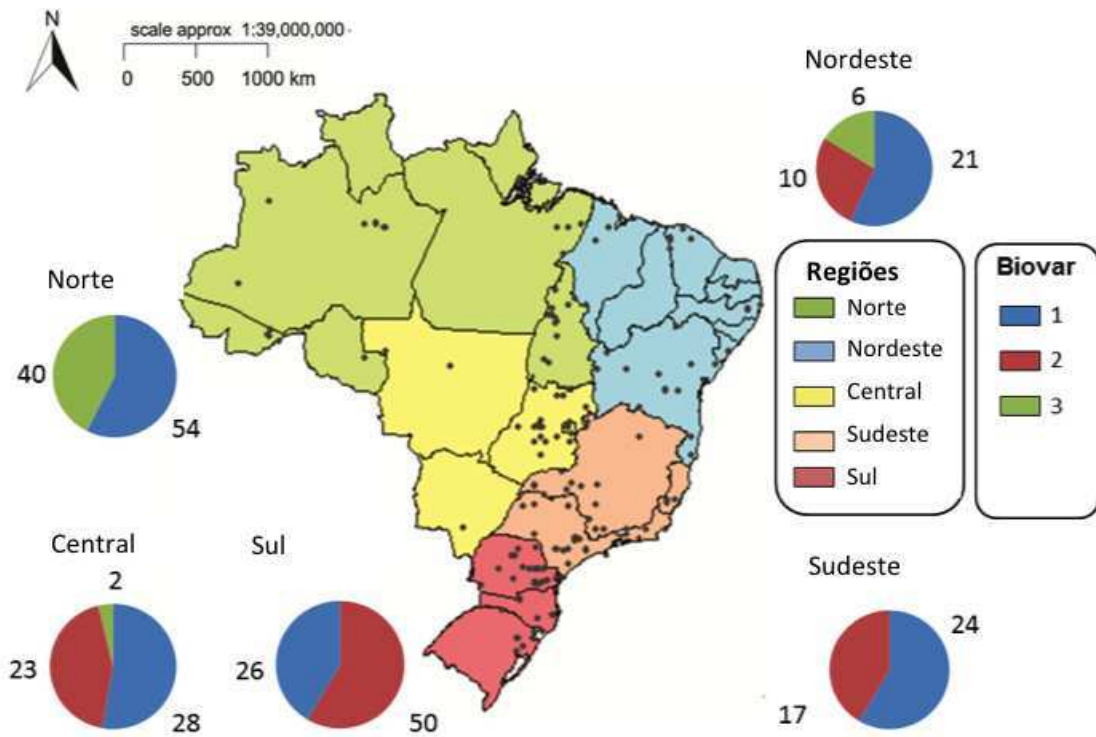 N
scale approx 1:39,000,000
0 500 1000 km
Nordeste
6
21
10
Regiões
Norte
Nordeste
Central
Sudeste
Sul
Biovar
1
2
3
Norte
40
54
Central
2
23
28
Sul
26
50
Sudeste
24
17